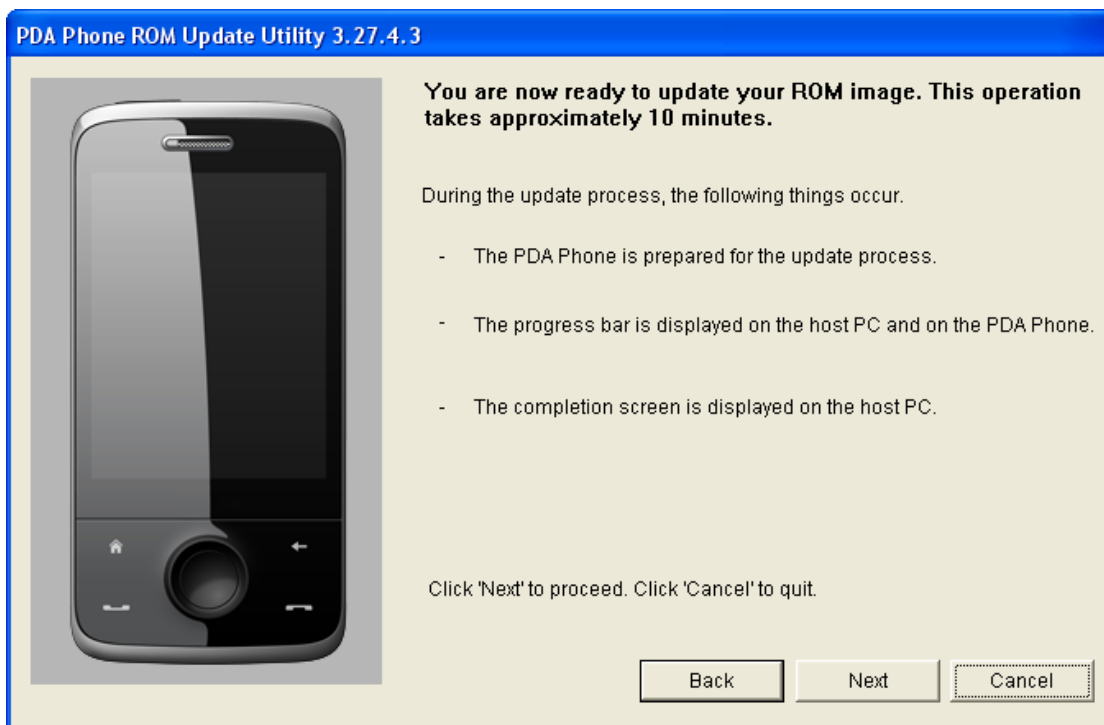 PDA Phone ROM Update Utility 3.27.4.3
You are now ready to update your ROM image. This operation
takes approximately 10 minutes.
During the update process, the following things occur.
- The PDA Phone is prepared for the update process.
- The progress bar is displayed on the host PC and on the PDA Phone.
- The completion screen is displayed on the host PC.
Click 'Next' to proceed. Click 'Cancel' to quit.
Back Next Cancel